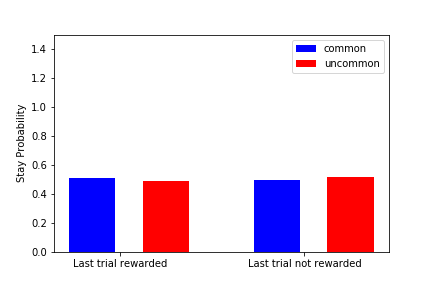 1.4
1.2
1.0
0.8
0.6
0.4
0.2
0.0
Stay Probability
common
uncommon
Last trial rewarded
Last trial not rewarded